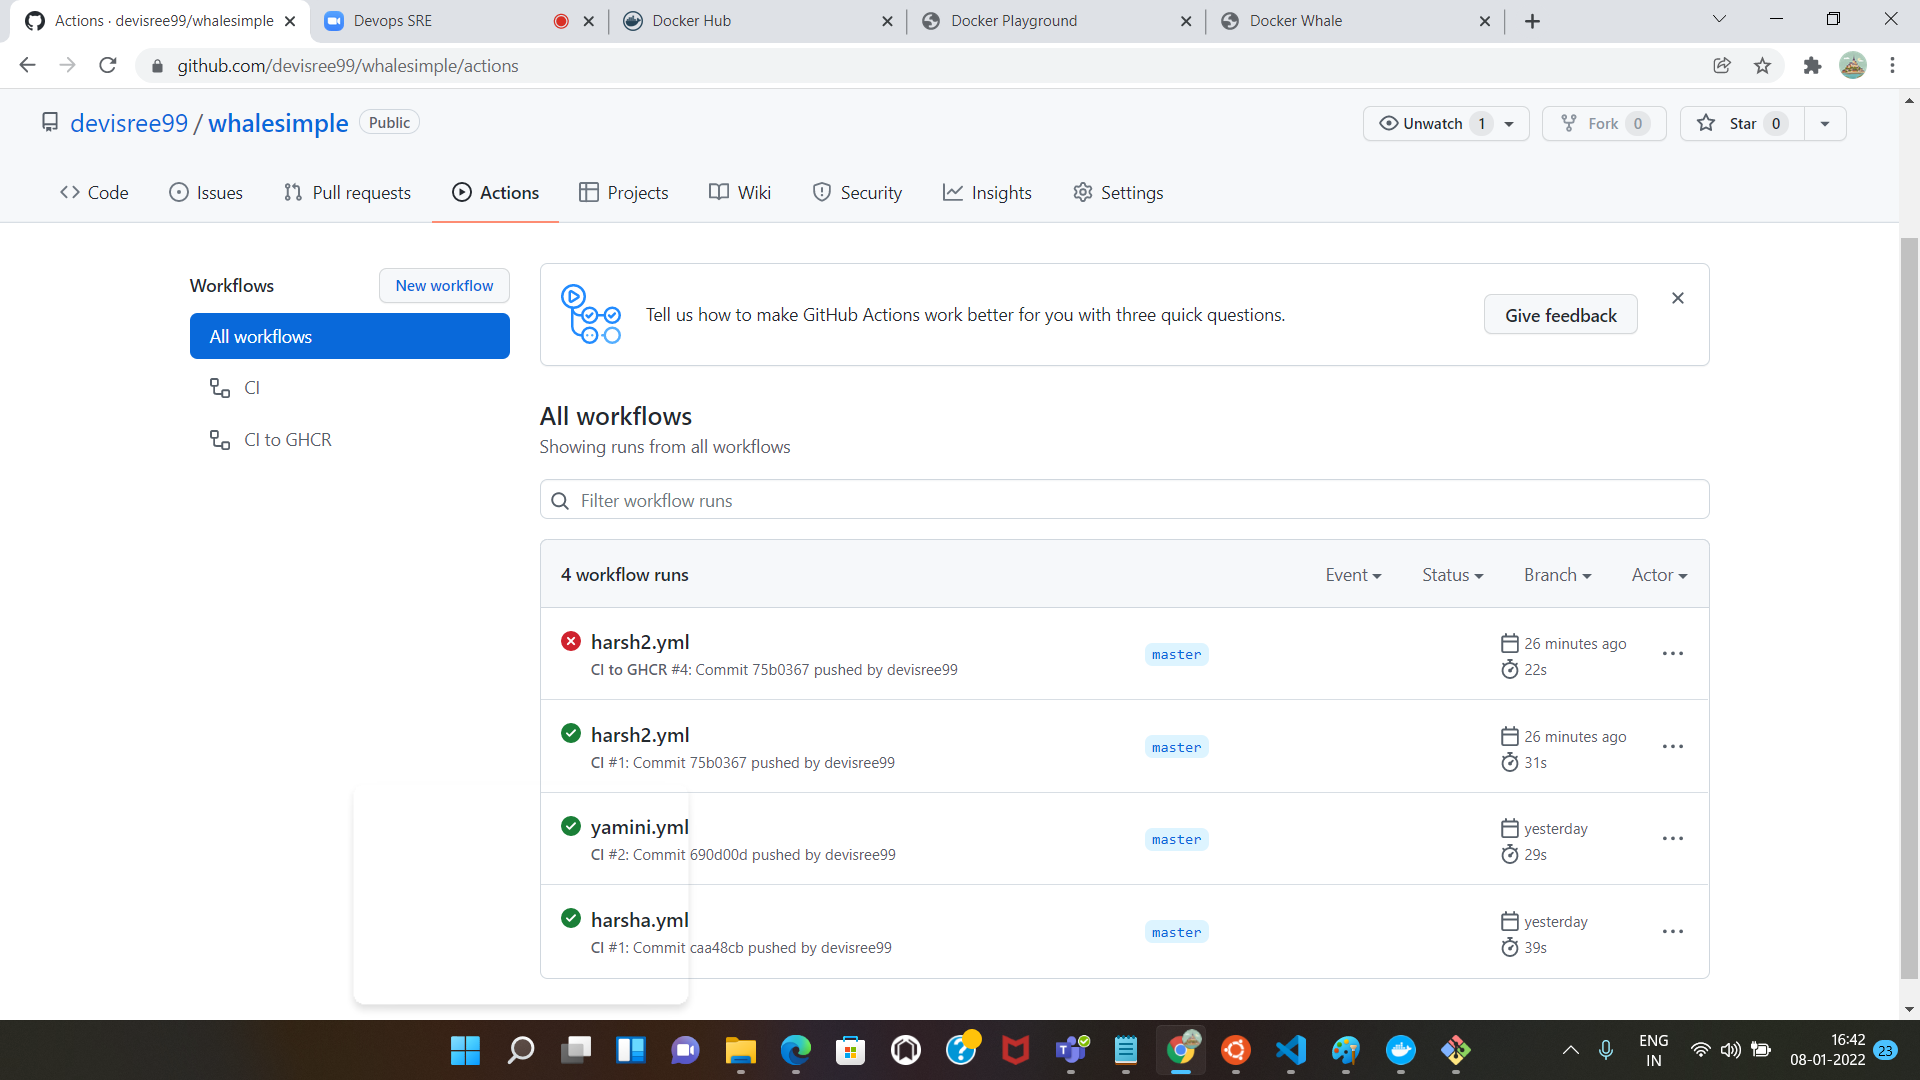 Actions · devisree99/whalesimple
Devops SRE
Docker Hub
Docker Playground
Docker Whale
github.com/devisree99/whalesimple/actions
devisree99 / whalesimple Public
Unwatch 1
Fork 0
Star 0
Code
Issues
Pull requests
Actions
Projects
Wiki
Security
Insights
Settings
Workflows
New workflow
All workflows
CI
CI to GHCR
Tell us how to make GitHub Actions work better for you with three quick questions.
Give feedback
All workflows
Showing runs from all workflows
Filter workflow runs
4 workflow runs
Event
Status
Branch
Actor
harsh2.yml
CI to GHCR #4: Commit 75b0367 pushed by devisree99
master
26 minutes ago
22s
harsh2.yml
CI #1: Commit 75b0367 pushed by devisree99
master
26 minutes ago
31s
yamini.yml
CI #2: Commit 690d00d pushed by devisree99
master
yesterday
29s
harsha.yml
CI #1: Commit caa48cb pushed by devisree99
master
yesterday
39s
ENG
IN
16:42
08-01-2022
23